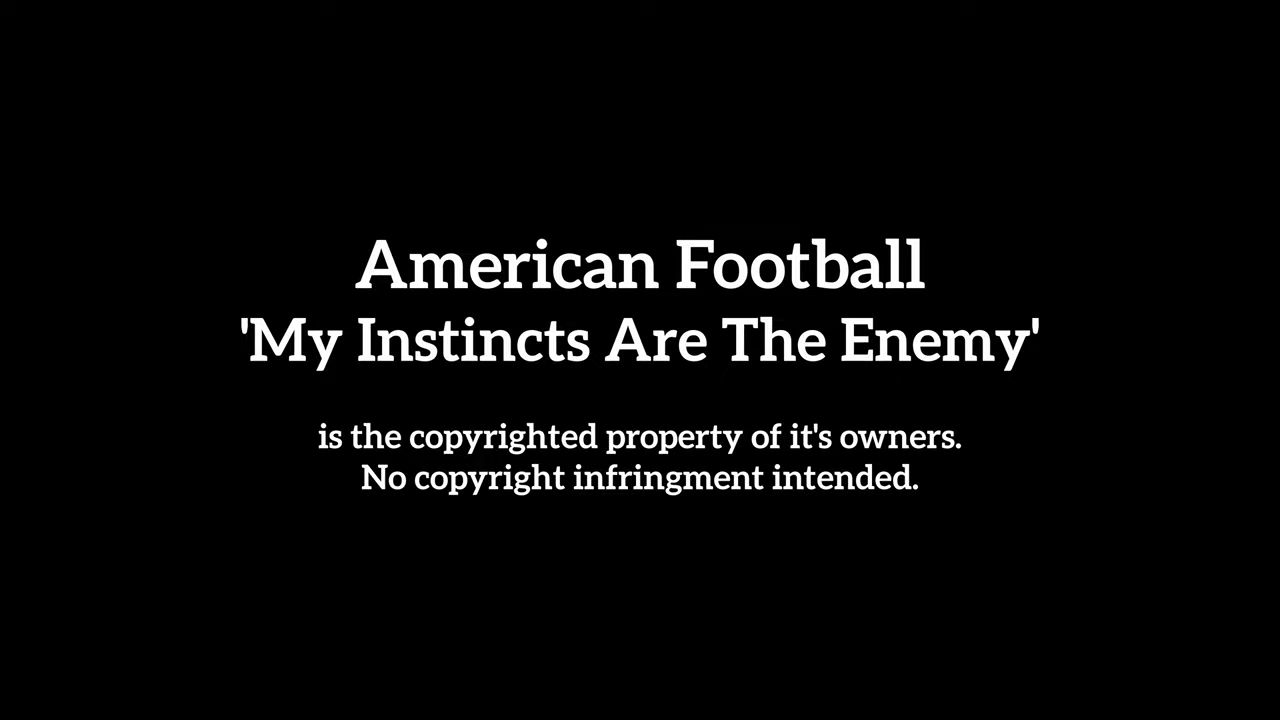 American Football
'My Instincts Are The Enemy'
is the copyrighted property of it's owners.
No copyright infringment intended.